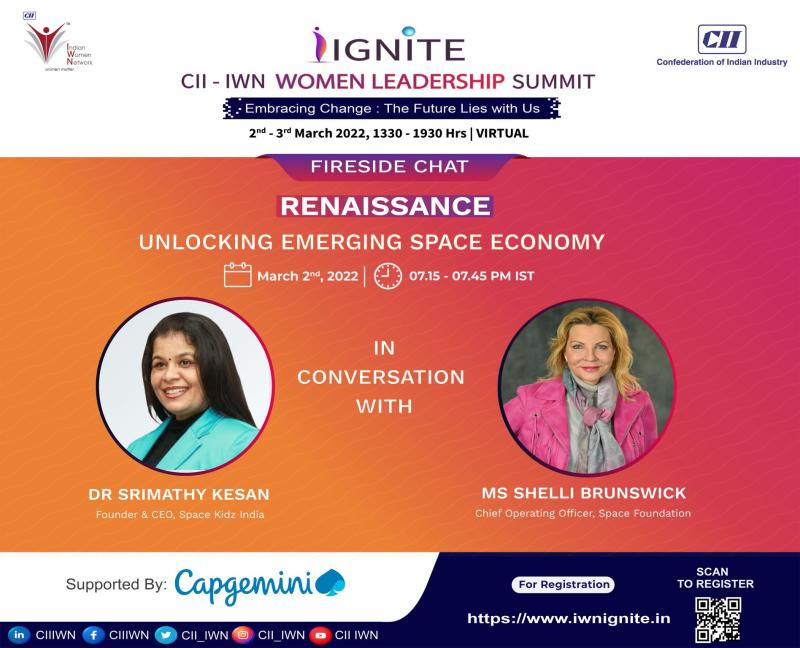 CII
Indian
Women
Network
women matter
IGNITE
CII - IWN WOMEN LEADERSHIP SUMMIT
Embracing Change : The Future Lies with Us
2nd - 3rd March 2022, 1330 - 1930 Hrs | VIRTUAL
CII
Confederation of Indian Industry
FIRESIDE CHAT
RENAISSANCE
UNLOCKING EMERGING SPACE ECONOMY
March 2nd, 2022 | 07.15 - 07.45 PM IST
IN
CONVERSATION
WITH
DR SRIMATHY KESAN
Founder & CEO, Space Kidz India
MS SHELLI BRUNSWICK
Chief Operating Officer, Space Foundation
Supported By: Capgemini
For Registration
https://www.iwnignite.in
SCAN
TO REGISTER
in CIIIWN f CIIIWN CII_IWN CII_IWN CII IWN